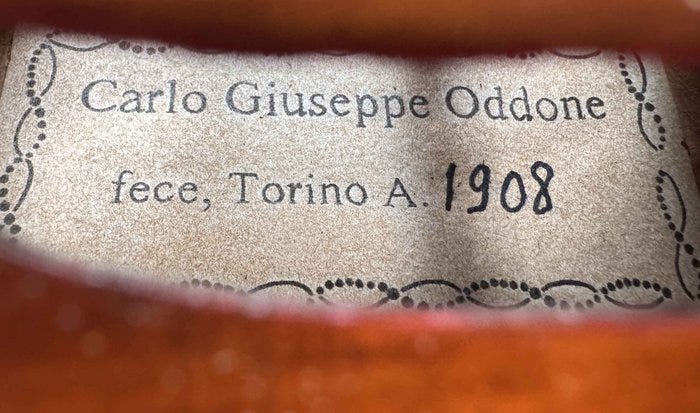 Carlo Giuseppe Oddone
fece, Torino A. 1908